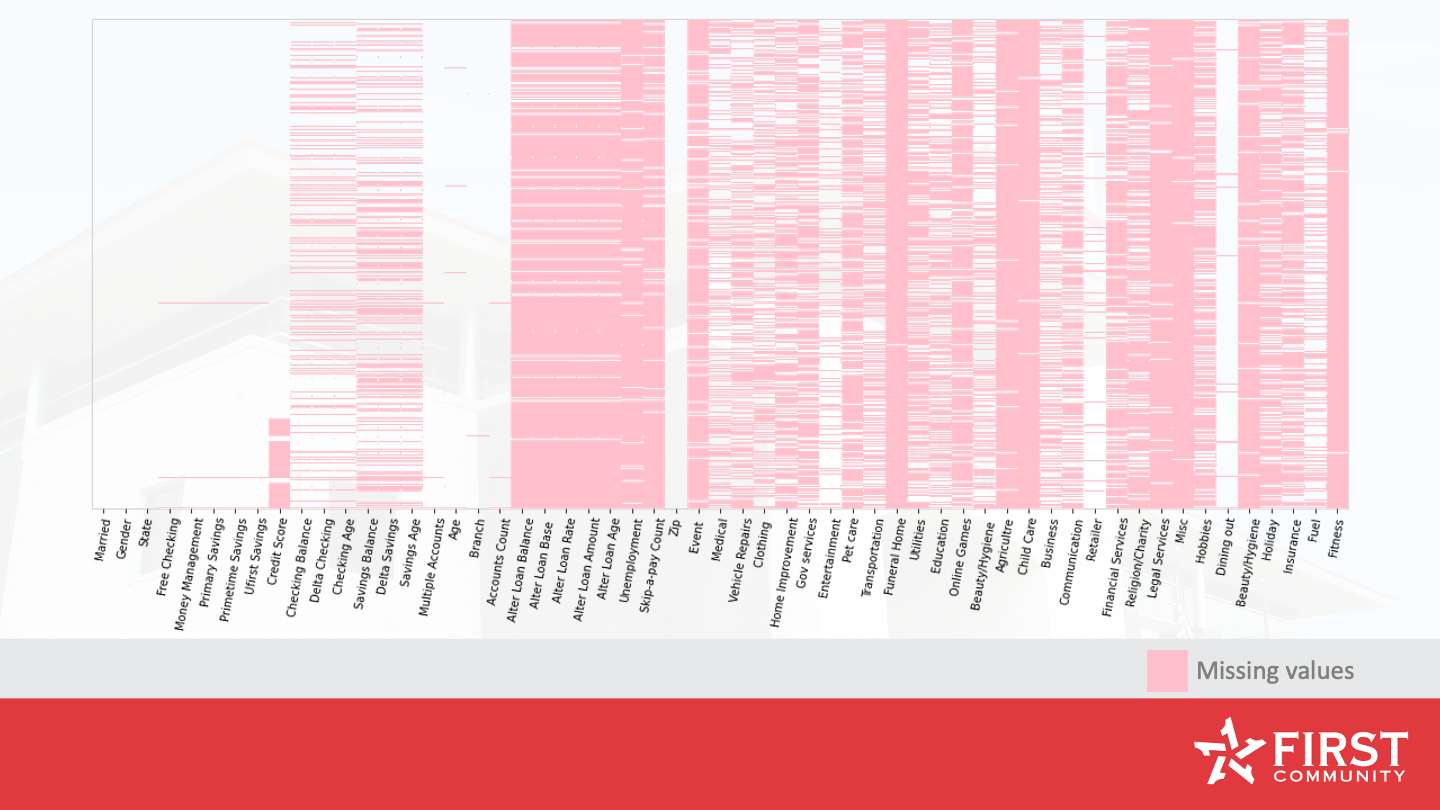 Married
Gender
State
Free Checking
Money Management
Primary Savings
Primetime Savings
Ufirst Savings
Credit Score
Checking Balance
Delta Checking
Checking Age
Savings Balance
Delta Savings
Savings Age
Multiple Accounts
Age
Branch
Accounts Count
Alter Loan Balance
Alter Loan Base
Alter Loan Rate
Alter Loan Amount
Alter Loan Age
Unemployment
Skip-a-pay Count
Zip
Event
Medical
Vehicle Repairs
Clothing
Home Improvement
Gov services
Entertainment
Pet care
Transportation
Funeral Home
Utilities
Education
Online Games
Beauty/Hygiene
Agricultre
Child Care
Business
Communication
Retailer
Financial Services
Religion/Charity
Legal Services
Misc
Hobbies
Dining out
Beauty/Hygiene
Holiday
Insurance
Fuel
Fitness
Missing values
FIRST
COMMUNITY